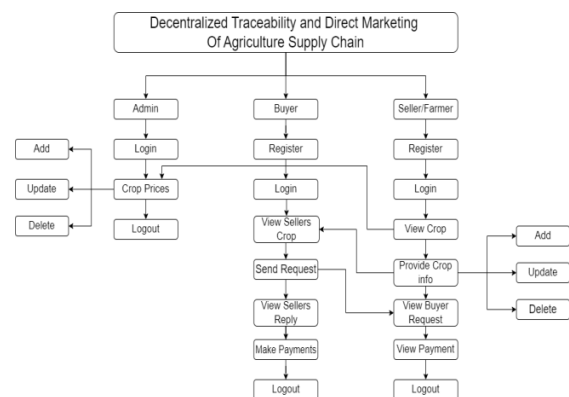 Decentralized Traceability and Direct Marketing
Of Agriculture Supply Chain
Admin
Buyer
Seller/Farmer
Add
Login
Register
Register
Update
Crop Prices
Login
Login
Delete
Logout
View Sellers
Crop
View Crop
Add
Send Request
Provide Crop
info
Update
View Sellers
Reply
View Buyer
Request
Delete
Make Payments
View Payment
Logout
Logout